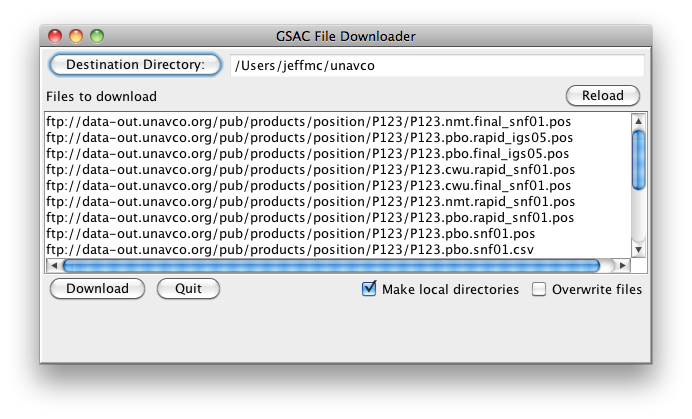 GSAC File Downloader
Destination Directory: /Users/jeffmc/unavco
Files to download Reload
ftp://data-out.unavco.org/pub/products/position/P123/P123.nmt.final_snf01.pos
ftp://data-out.unavco.org/pub/products/position/P123/P123.pbo.rapid_igs05.pos
ftp://data-out.unavco.org/pub/products/position/P123/P123.pbo.final_igs05.pos
ftp://data-out.unavco.org/pub/products/position/P123/P123.cwu.rapid_snf01.pos
ftp://data-out.unavco.org/pub/products/position/P123/P123.cwu.final_snf01.pos
ftp://data-out.unavco.org/pub/products/position/P123/P123.nmt.rapid_snf01.pos
ftp://data-out.unavco.org/pub/products/position/P123/P123.pbo.rapid_snf01.pos
ftp://data-out.unavco.org/pub/products/position/P123/P123.pbo.snf01.pos
ftp://data-out.unavco.org/pub/products/position/P123/P123.pbo.snf01.csv
Download Quit Make local directories Overwrite files